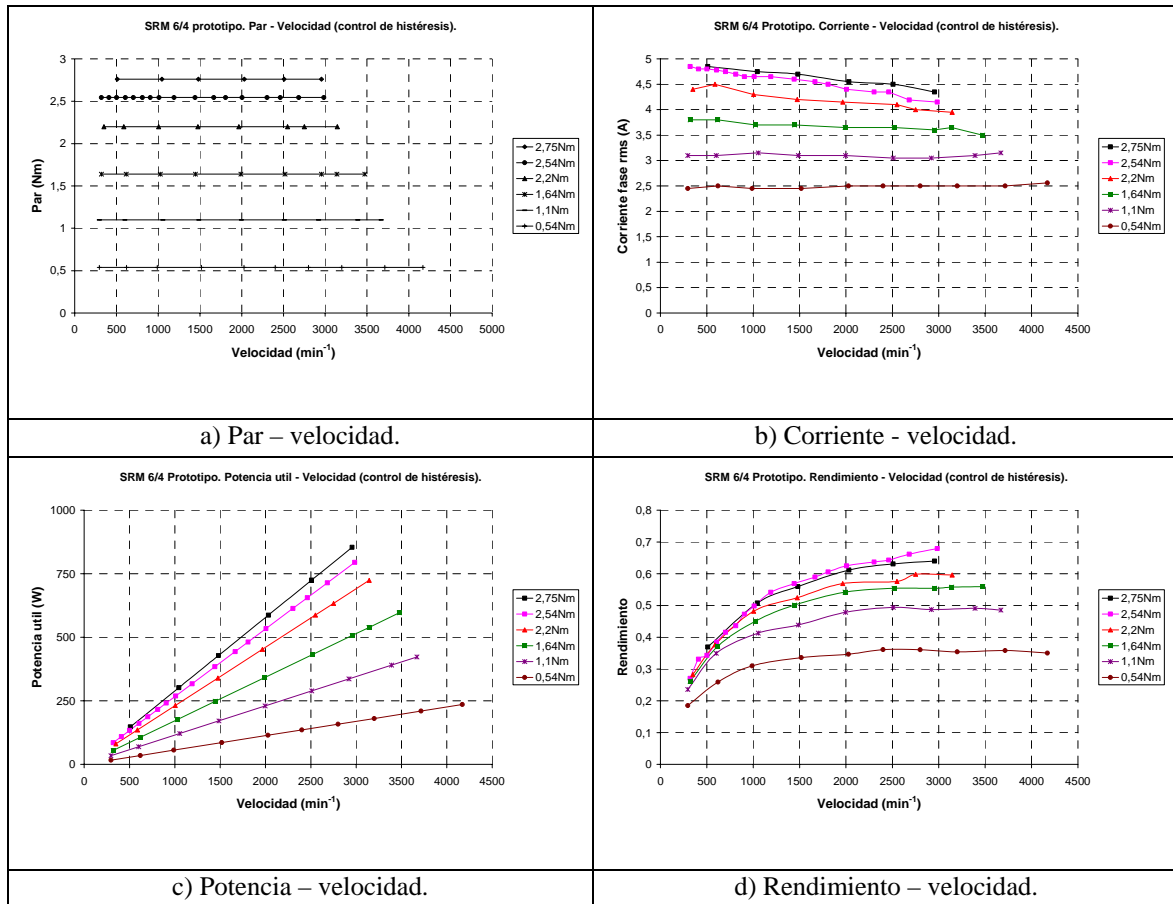 SRM 6/4 prototipo. Par - Velocidad (control de histéresis).
Par (Nm)
3
2,5
2
1,5
1
0,5
0
500 1000 1500 2000 2500 3000 3500 4000 4500 5000
Velocidad (min-1)
2,75Nm
2,54Nm
2,2Nm
1,64Nm
1,1Nm
0,54Nm
a) Par – velocidad.
SRM 6/4 Prototipo. Corriente - Velocidad (control de histéresis).
Corriente fase rms (A)
5
4,5
4
3,5
3
2,5
2
1,5
1
0,5
0
0 500 1000 1500 2000 2500 3000 3500 4000 4500
Velocidad (min-1)
2,75Nm
2,54Nm
2,2Nm
1,64Nm
1,1Nm
0,54Nm
b) Corriente - velocidad.
SRM 6/4 Prototipo. Potencia util - Velocidad (control de histéresis).
Potencia util (W)
1000
750
500
250
0
0 500 1000 1500 2000 2500 3000 3500 4000 4500
Velocidad (min-1)
2,75Nm
2,54Nm
2,2Nm
1,64Nm
1,1Nm
0,54Nm
c) Potencia – velocidad.
SRM 6/4 Prototipo. Rendimiento - Velocidad (control de histéresis).
Rendimiento
0,8
0,7
0,6
0,5
0,4
0,3
0,2
0,1
0
0 500 1000 1500 2000 2500 3000 3500 4000 4500
Velocidad (min-1)
2,75Nm
2,54Nm
2,2Nm
1,64Nm
1,1Nm
0,54Nm
d) Rendimiento – velocidad.